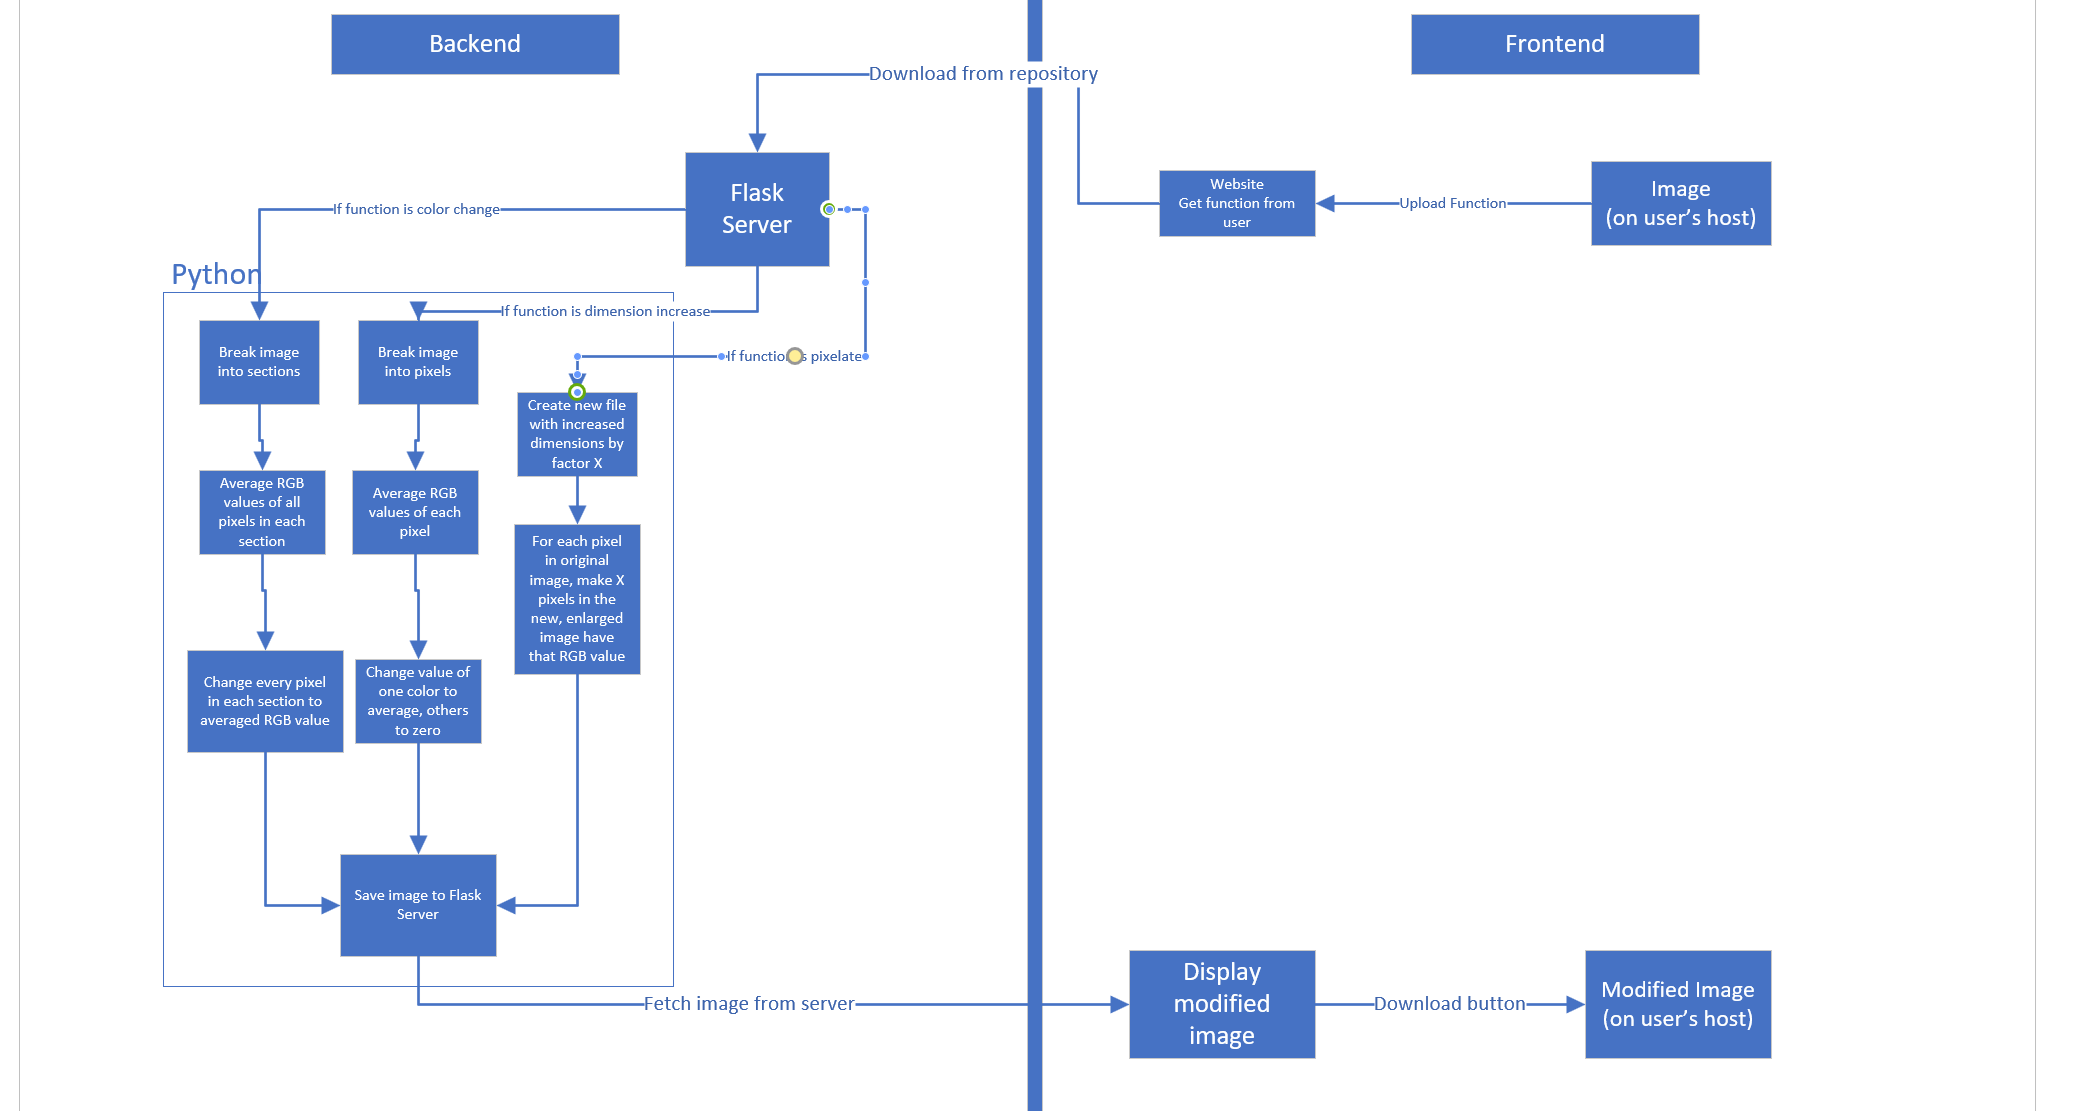 Backend
Frontend
Download from repository
Flask
Server
Website
Get function from
user
Upload Function
Image
(on user's host)
If function is color change
Python
If function is dimension increase
If function is pixelate
Break image
into sections
Break image
into pixels
Create new file
with increased
dimensions by
factor X
Average RGB
values of all
pixels in each
section
Average RGB
values of each
pixel
For each pixel
in original
image, make X
pixels in the
new, enlarged
image have
that RGB value
Change every pixel
in each section to
averaged RGB value
Change value of
one color to
average, others
to zero
Save image to Flask
Server
Fetch image from server
Display
modified
image
Download button
Modified Image
(on user's host)